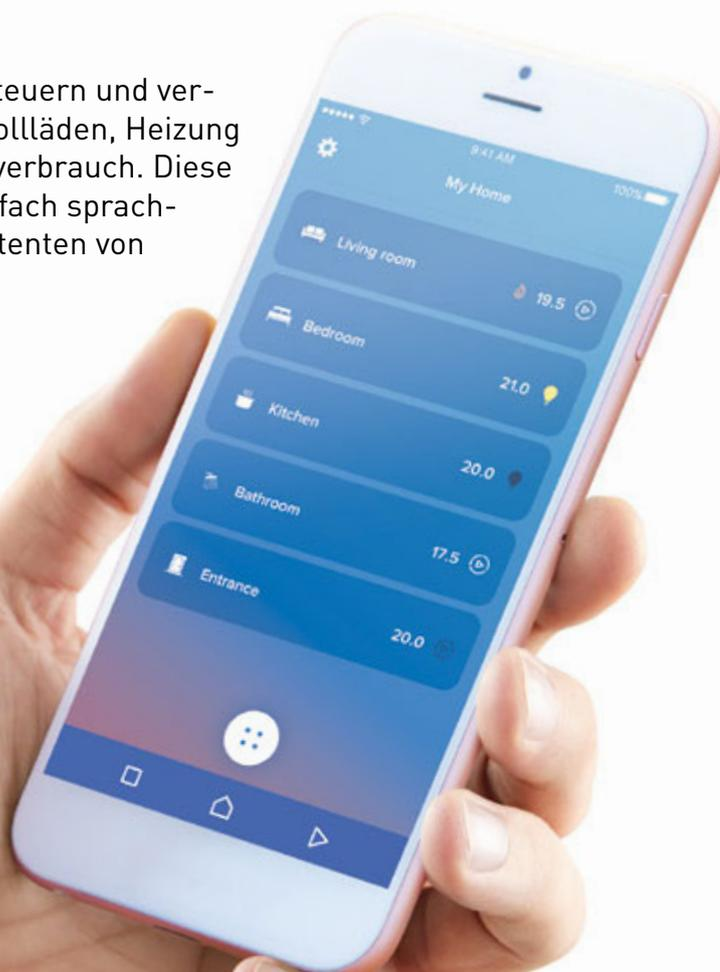 teuern und ver-
ollläden, Heizung
verbrauch. Diese
fach sprach-
tenten von
9:41 AM
100%
My Home
Living room 19.5
Bedroom 21.0
Kitchen 20.0
Bathroom 17.5
Entrance 20.0